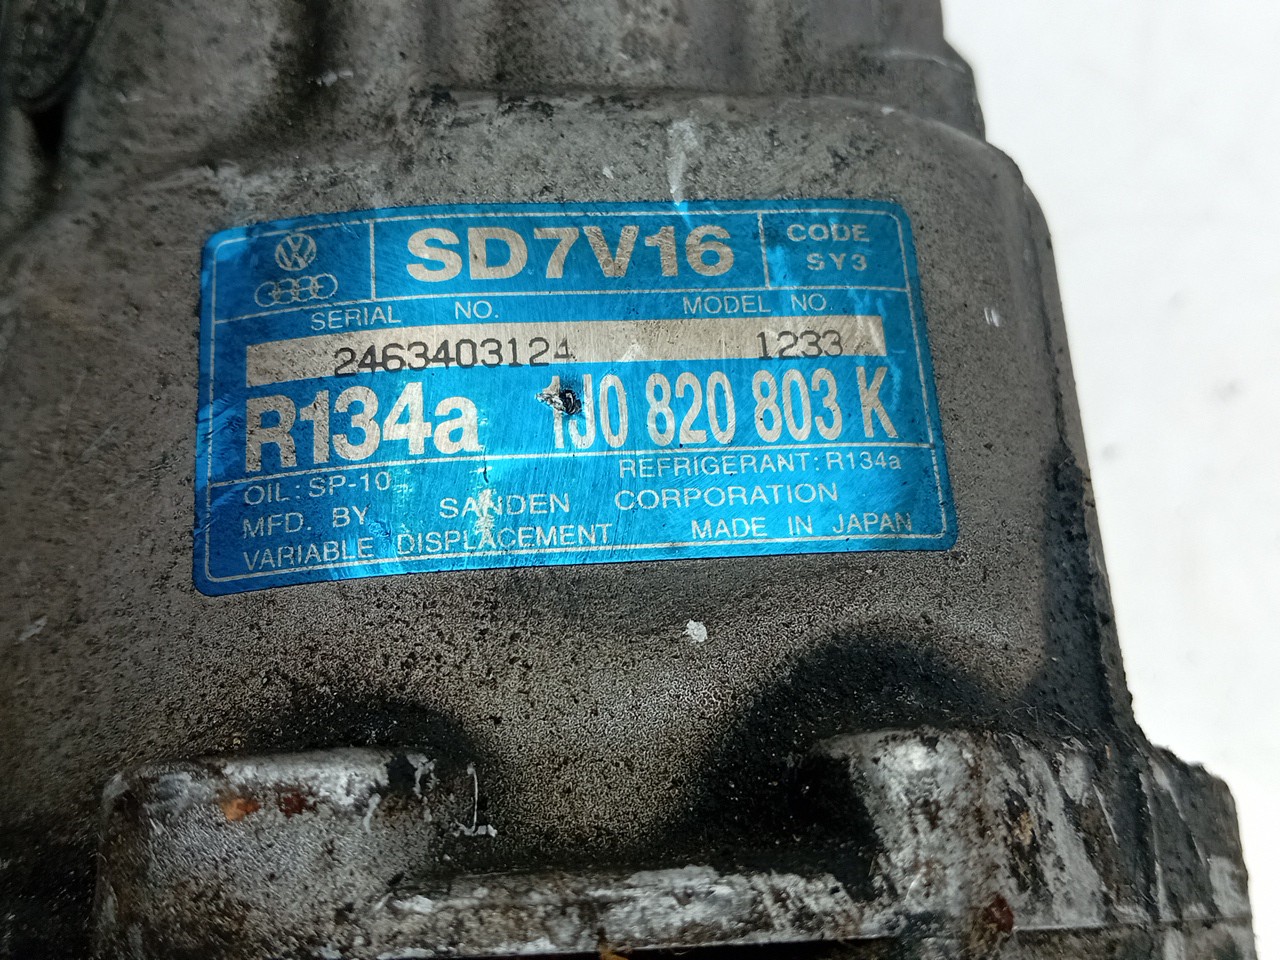 SD7V16
CODE
SY3
SERIAL NO. MODEL NO.
2463403124 1233
R134a 1J0 820 803 K
OIL: SP-10 REFRIGERANT: R134a
MFD. BY SANDEN CORPORATION
VARIABLE DISPLACEMENT MADE IN JAPAN